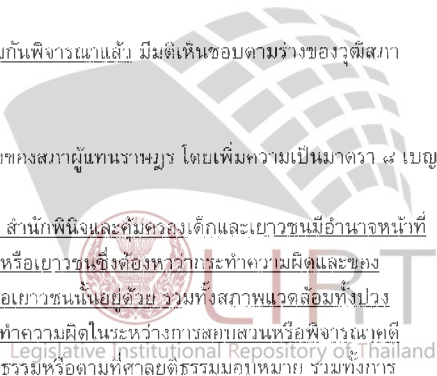 กันพิจารณาแล้ว มีมติเห็นชอบตามร่างของวุฒิสภา
ของสภาผู้แทนราษฎร โดยเพิ่มความเป็นมาตรา ๘ เบญ
สำนักพินิจและคุ้มครองเด็กและเยาวชนมีอำนาจหน้าที่
หรือเยาวชนซึ่งต้องหาว่ากระทำความผิดและของ
เยาวชนนั้นอยู่ด้วย รวมทั้งสภาพแวดล้อมทั้งปวง
ทำความผิดในระหว่างการสอบสวนหรือพิจารณาคดี
LIRT
Legislative Institutional Repository of Thailand
ธรรมหรือตามที่ศาลยุติธรรมมอบหมาย รวมทั้งการ